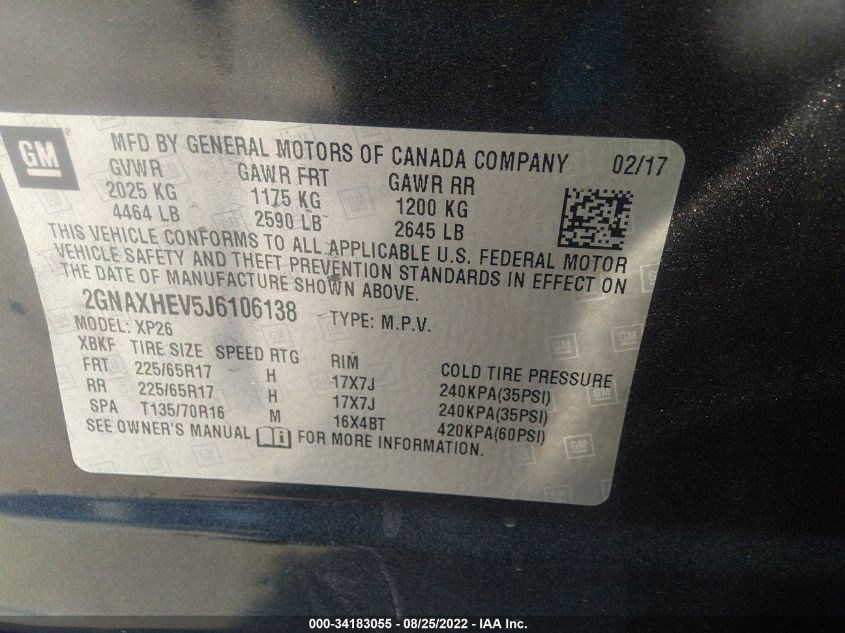 GM
MFD BY GENERAL MOTORS OF CANADA COMPANY 02/17
GVWR GAWR FRT GAWR RR
2025 KG 1175 KG 1200 KG
4464 LB 2590 LB 2645 LB
THIS VEHICLE CONFORMS TO ALL APPLICABLE U.S. FEDERAL MOTOR
VEHICLE SAFETY AND THEFT PREVENTION STANDARDS IN EFFECT ON
THE DATE OF MANUFACTURE SHOWN ABOVE.
2GNAXHEV5J6106138 TYPE: M.P.V.
MODEL: XP26
XBKF TIRE SIZE SPEED RTG RIM COLD TIRE PRESSURE
FRT 225/65R17 H 17X7J 240KPA(35PSI)
RR 225/65R17 H 17X7J 240KPA(35PSI)
SPA T135/70R16 M 16X4BT 420KPA(60PSI)
SEE OWNER'S MANUAL FOR MORE INFORMATION.
000-34183055 - 08/25/2022 - IAA Inc.